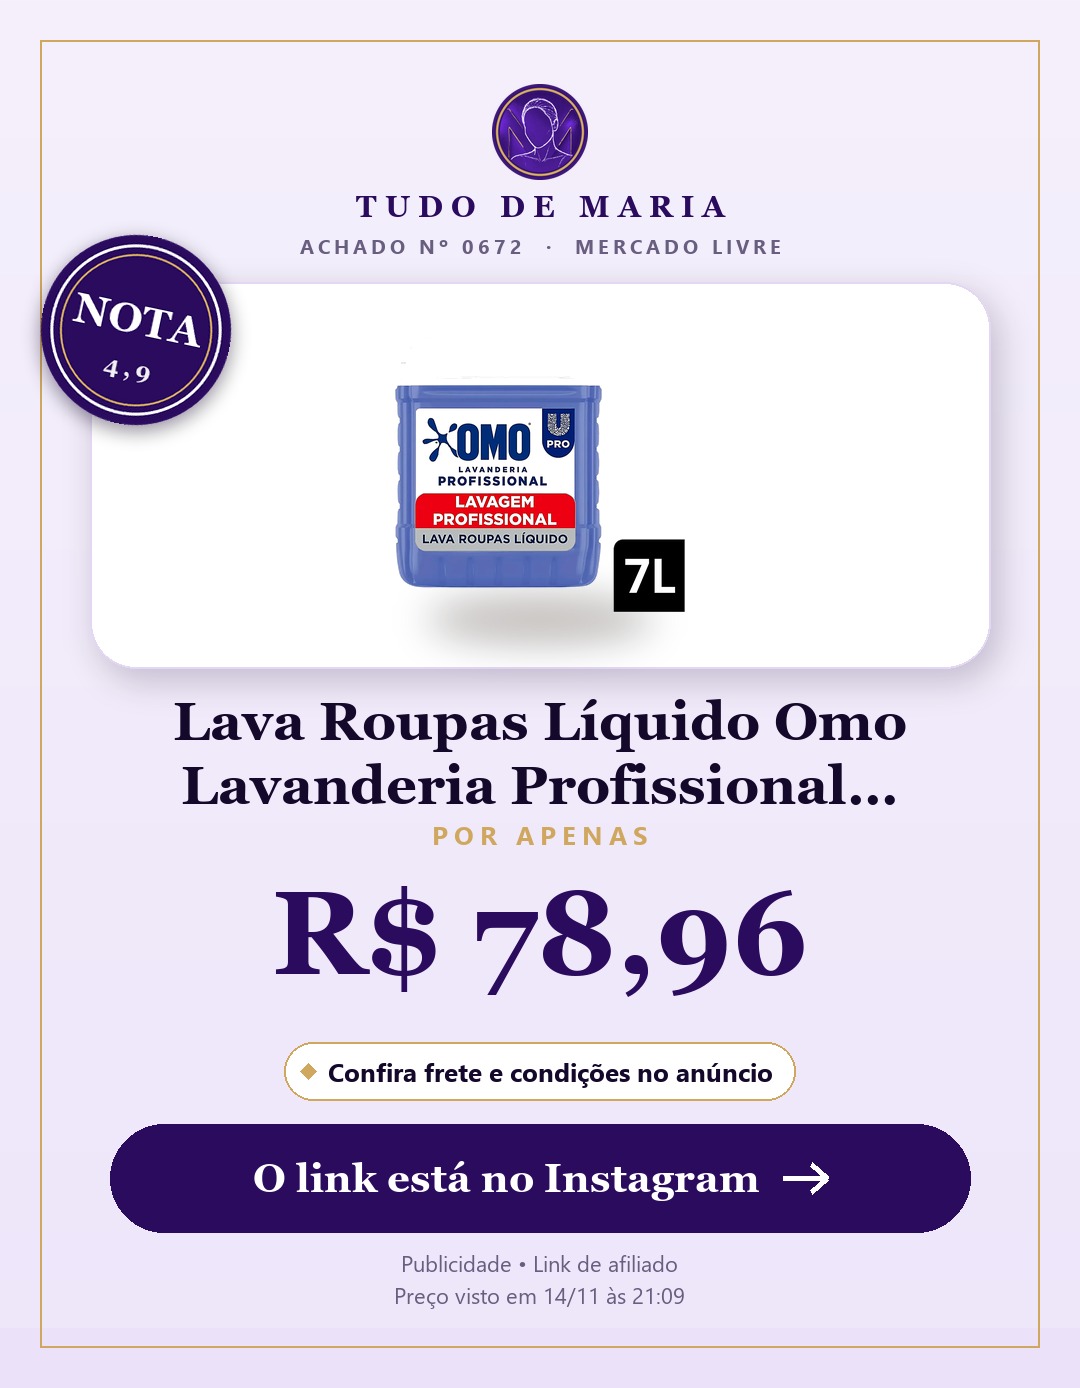 TUDO DE MARIA
ACHADO Nº 0672 · MERCADO LIVRE
NOTA
4,9
OMO
U
PRO
LAVANDERIA
PROFISSIONAL
LAVAGEM
PROFISSIONAL
LAVA ROUPAS LÍQUIDO
7L
Lava Roupas Líquido Omo
Lavanderia Profissional...
POR APENAS
R$ 78,96
Confira frete e condições no anúncio
O link está no Instagram →
Publicidade • Link de afiliado
Preço visto em 14/11 às 21:09